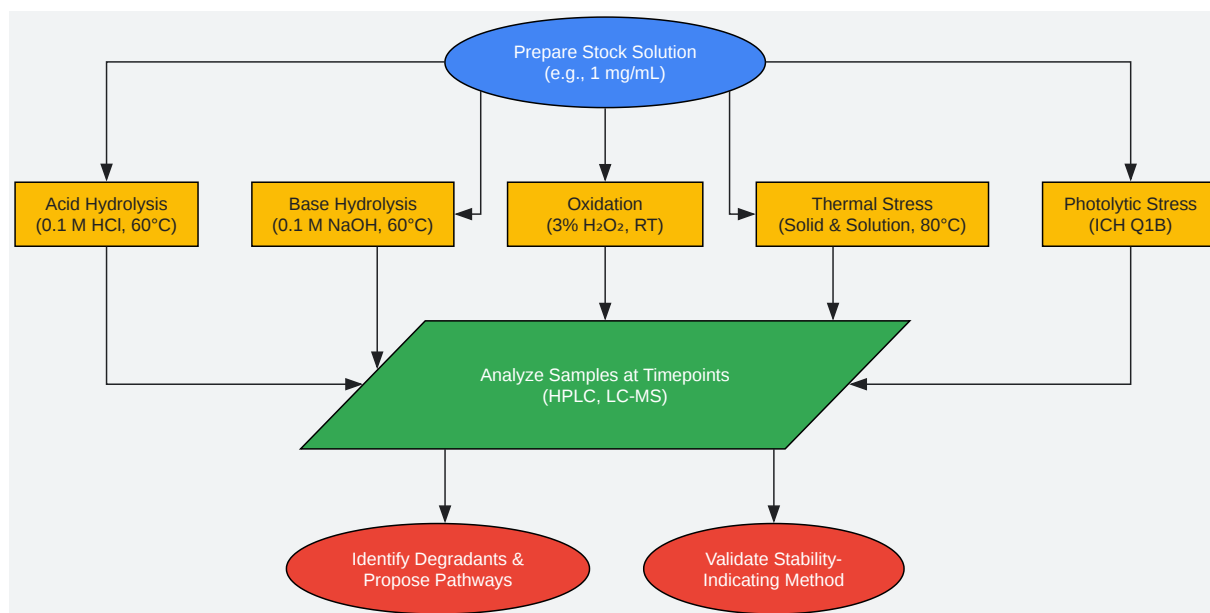 Prepare Stock Solution
(e.g., 1 mg/mL)
Acid Hydrolysis
(0.1 M HCl, 60°C)
Base Hydrolysis
(0.1 M NaOH, 60°C)
Oxidation
(3% H₂O₂, RT)
Thermal Stress
(Solid & Solution, 80°C)
Photolytic Stress
(ICH Q1B)
Analyze Samples at Timepoints
(HPLC, LC-MS)
Identify Degradants &
Propose Pathways
Validate Stability-
Indicating Method